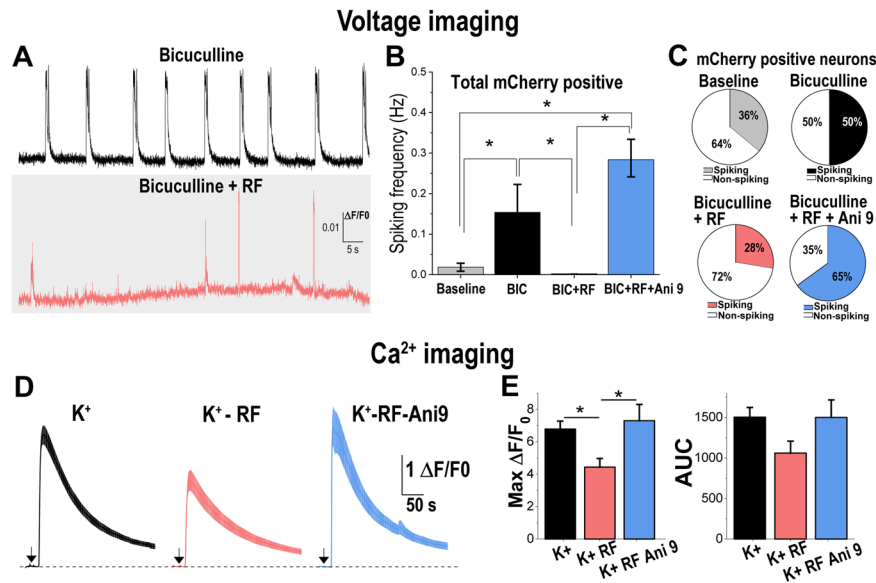 Voltage imaging
A
Bicuculline
Bicuculline + RF
ΔF/F0
0.01
5 s
B
Total mCherry positive
Spiking frequency (Hz)
0.5
0.4
0.3
0.2
0.1
0.0
*
*
*
*
Baseline
BIC
BIC+RF
BIC+RF+Ani 9
C
mCherry positive neurons
Baseline
36%
64%
Spiking
Non-spiking
Bicuculline
50%
50%
Spiking
Non-spiking
Bicuculline
+ RF
28%
72%
Spiking
Non-spiking
Bicuculline
+ RF + Ani 9
35%
65%
Spiking
Non-spiking
Ca²⁺ imaging
D
K⁺
K⁺- RF
K⁺-RF-Ani9
1 ΔF/F0
50 s
E
Max ΔF/F₀
8
6
4
2
0
*
*
K+
K+ RF
K+ RF Ani 9
AUC
1500
1000
500
0
K+
K+ RF
K+ RF Ani 9